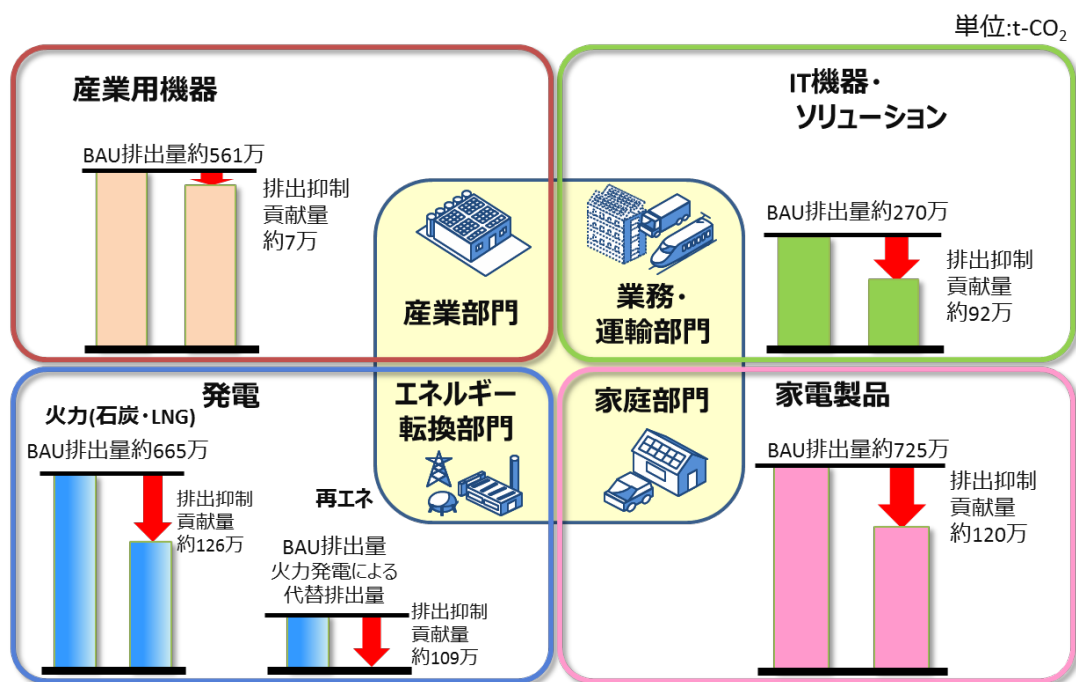 単位:t-CO₂
産業用機器
BAU排出量約561万
排出抑制
貢献量
約7万
産業部門
IT機器・
ソリューション
BAU排出量約270万
排出抑制
貢献量
約92万
業務・
運輸部門
発電
火力(石炭・LNG)
BAU排出量約665万
排出抑制
貢献量
約126万
再エネ
BAU排出量
火力発電による
代替排出量
排出抑制
貢献量
約109万
エネルギー
転換部門
家庭部門
家電製品
BAU排出量約725万
排出抑制
貢献量
約120万